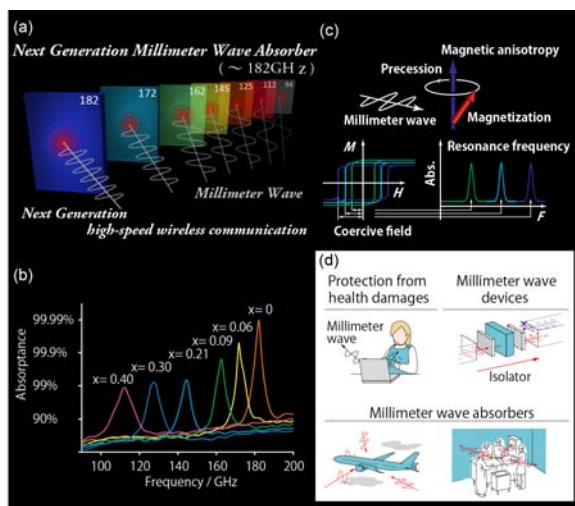 (a)
Next Generation Millimeter Wave Absorber
( ~ 182GH z )
182
172
162
145
125
112
94
Millimeter Wave
Next Generation
high-speed wireless communication
(b)
Absorptance
99.99%
99.9%
99%
90%
x= 0.40
x= 0.30
x= 0.21
x= 0.09
x= 0.06
x= 0
100
120
140
160
180
200
Frequency / GHz
(c)
Magnetic anisotropy
Precession
Millimeter wave
Magnetization
M
H
Coercive field
Resonance frequency
Abs.
F
(d)
Protection from
health damages
Millimeter
wave
Millimeter wave
devices
Isolator
Millimeter wave absorbers